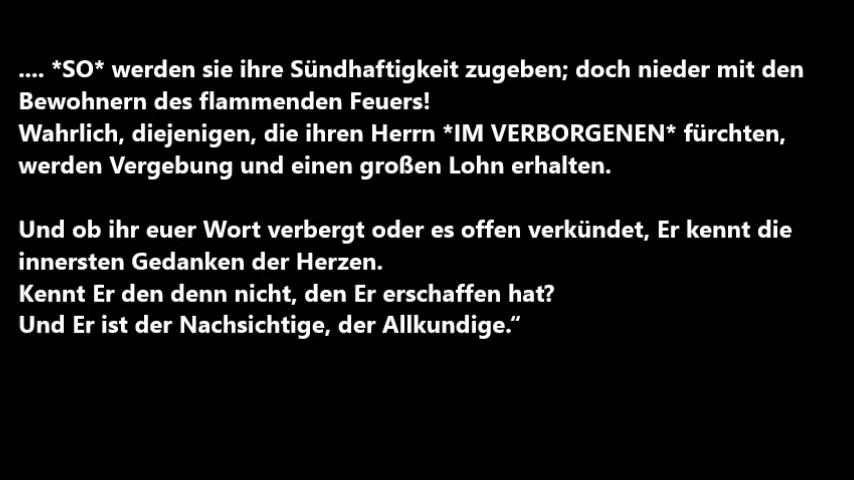 .... *SO* werden sie ihre Sündhaftigkeit zugeben; doch nieder mit den
Bewohnern des flammenden Feuers!
Wahrlich, diejenigen, die ihren Herrn *IM VERBORGENEN* fürchten,
werden Vergebung und einen großen Lohn erhalten.
Und ob ihr euer Wort verbergt oder es offen verkündet, Er kennt die
innersten Gedanken der Herzen.
Kennt Er den denn nicht, den Er erschaffen hat?
Und Er ist der Nachsichtige, der Allkundige.“